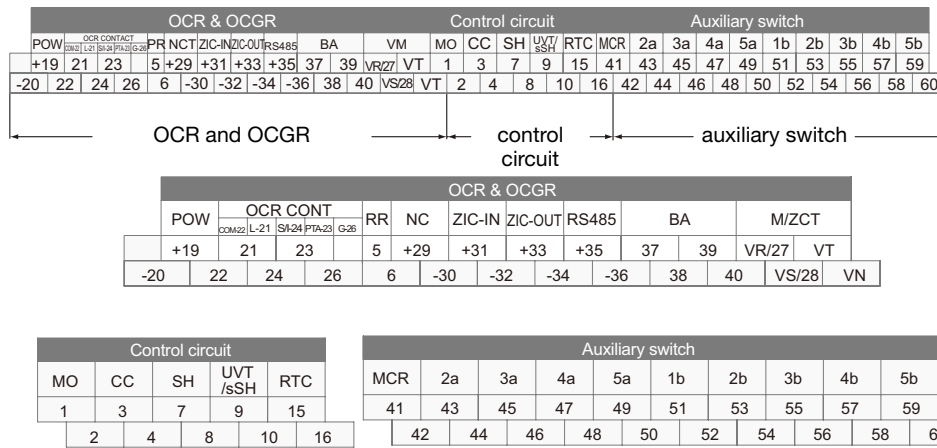 OCR & OCGR Control circuit Auxiliary switch
POW OCR CONTACT PR NCT ZIC-IN ZIC-OUT RS485 BA VM MO CC SH UVT/ RTC MCR 2a 3a 4a 5a 1b 2b 3b 4b 5b
COM-22 L-21 S/I-24 PTA-23 G-26 sSH
+19 21 23 5 +29 +31 +33 +35 37 39 VR/27 VT 1 3 7 9 15 41 43 45 47 49 51 53 55 57 59
-20 22 24 26 6 -30 -32 -34 -36 38 40 VS/28 VT 2 4 8 10 16 42 44 46 48 50 52 54 56 58 60
OCR and OCGR control auxiliary switch
circuit
OCR & OCGR
POW OCR CONT RR NC ZIC-IN ZIC-OUT RS485 BA M/ZCT
COM-22 L-21 S/I-24 PTA-23 G-26
+19 21 23 5 +29 +31 +33 +35 37 39 VR/27 VT
-20 22 24 26 6 -30 -32 -34 -36 38 40 VS/28 VN
Control circuit Auxiliary switch
MO CC SH UVT RTC MCR 2a 3a 4a 5a 1b 2b 3b 4b 5b
/sSH
1 3 7 9 15 41 43 45 47 49 51 53 55 57 59
2 4 8 10 16 42 44 46 48 50 52 54 56 58 6